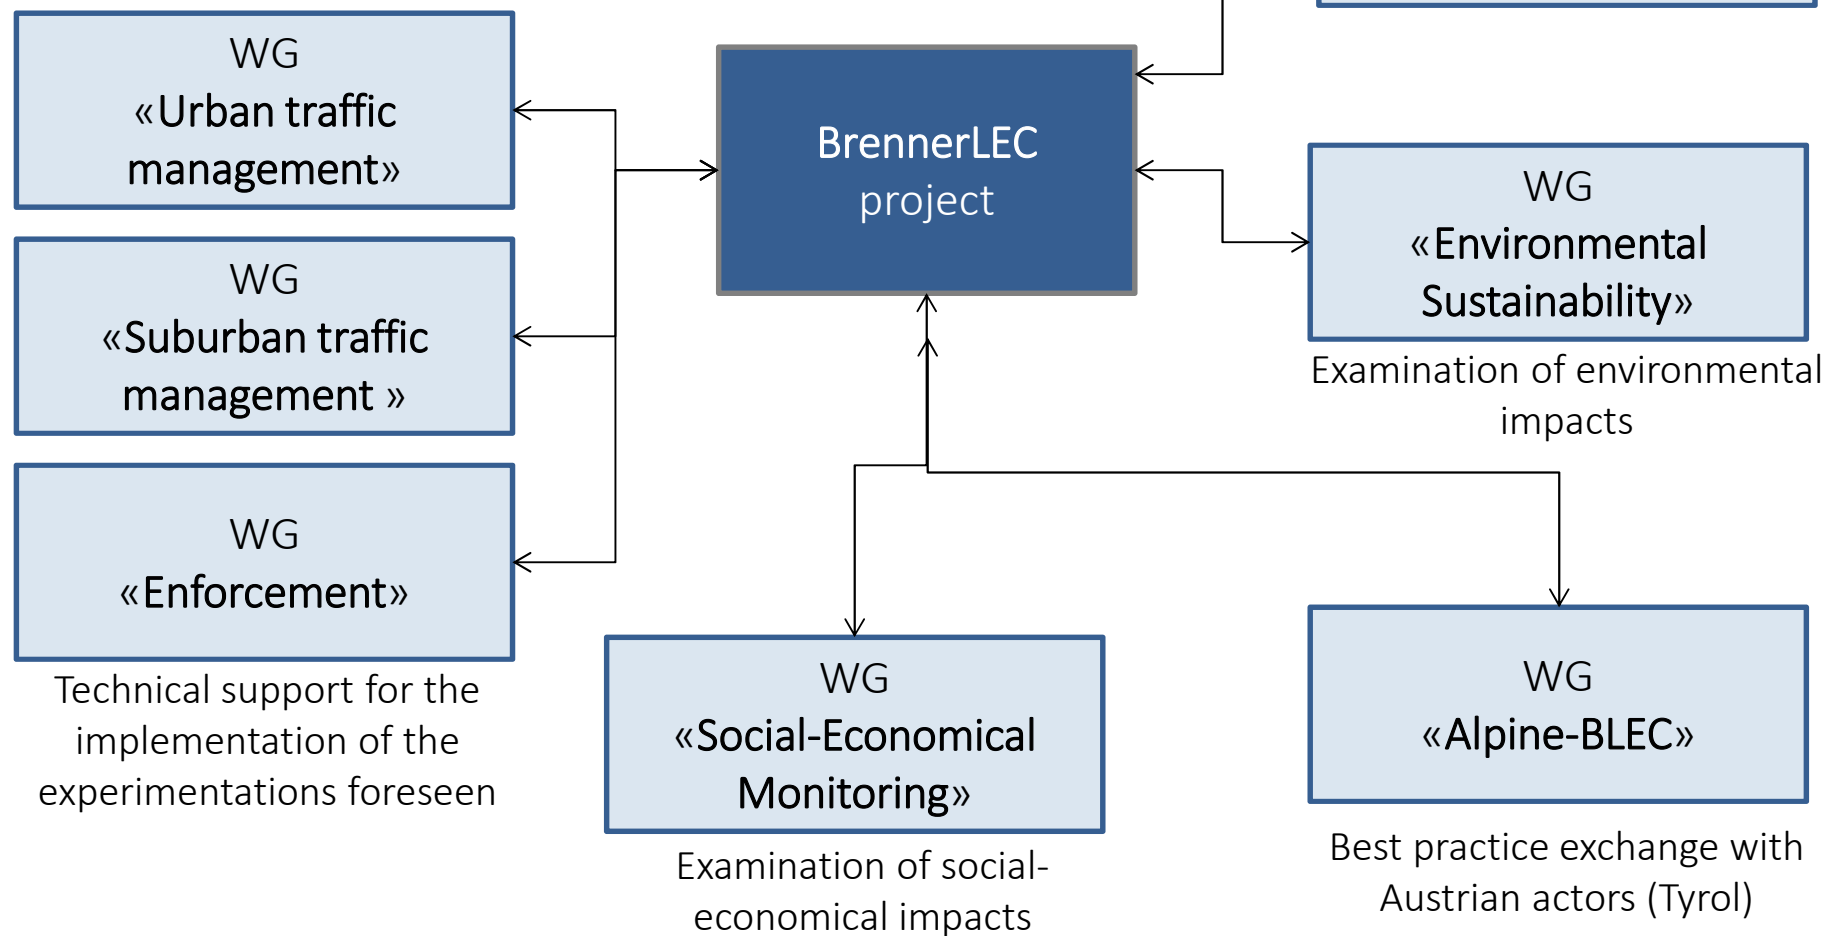 WG
«Urban traffic
management»
WG
«Suburban traffic
management »
WG
«Enforcement»
Technical support for the
implementation of the
experimentations foreseen
BrennerLEC
project
WG
«Environmental
Sustainability»
Examination of environmental
impacts
WG
«Social-Economical
Monitoring»
Examination of social-
economical impacts
WG
«Alpine-BLEC»
Best practice exchange with
Austrian actors (Tyrol)